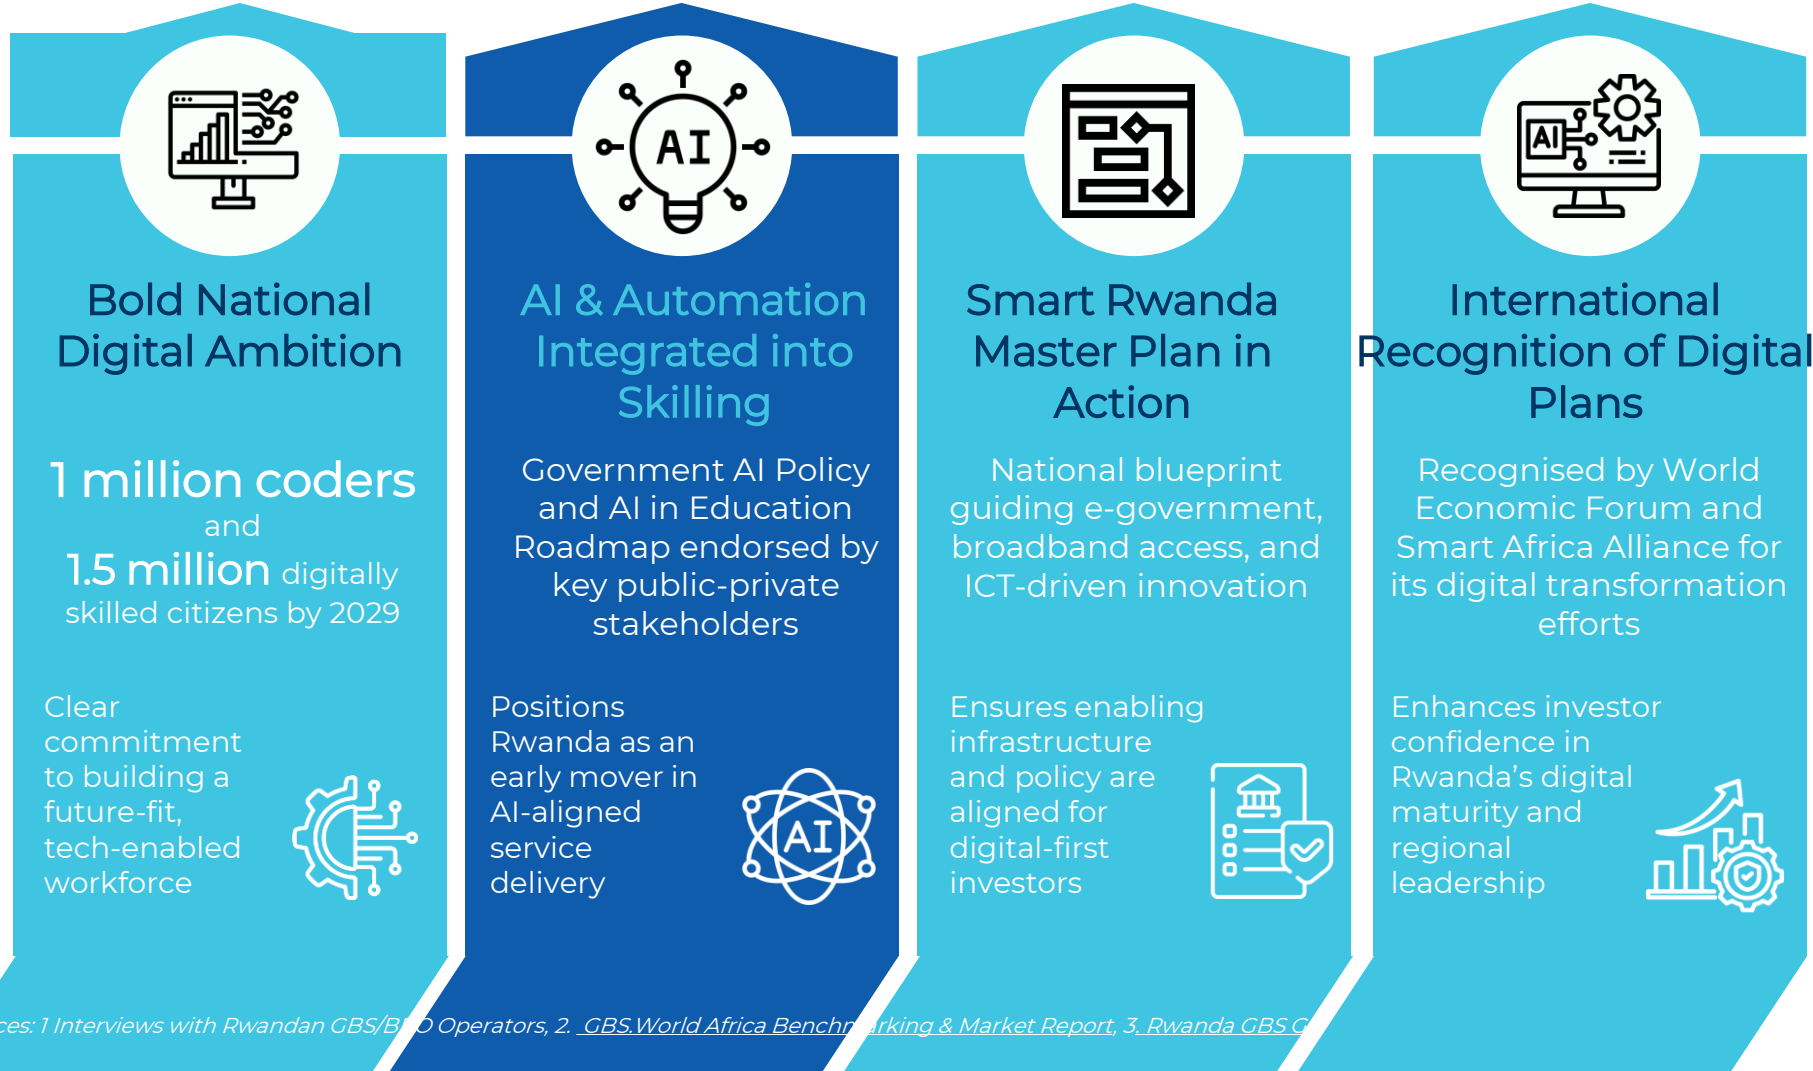 AI
AI
Bold National
Digital Ambition
1 million coders
and
1.5 million digitally
skilled citizens by 2029
Clear
commitment
to building a
future-fit,
tech-enabled
workforce
AI & Automation
Integrated into
Skilling
Government AI Policy
and AI in Education
Roadmap endorsed by
key public-private
stakeholders
Positions
Rwanda as an
early mover in
AI-aligned
service
delivery
AI
Smart Rwanda
Master Plan in
Action
National blueprint
guiding e-government,
broadband access, and
ICT-driven innovation
Ensures enabling
infrastructure
and policy are
aligned for
digital-first
investors
International
Recognition of Digital
Plans
Recognised by World
Economic Forum and
Smart Africa Alliance for
its digital transformation
efforts
Enhances investor
confidence in
Rwanda's digital
maturity and
regional
leadership
ces: 1 Interviews with Rwandan GBS/BPO Operators, 2. GBS.World Africa Benchmarking & Market Report, 3. Rwanda GBS G